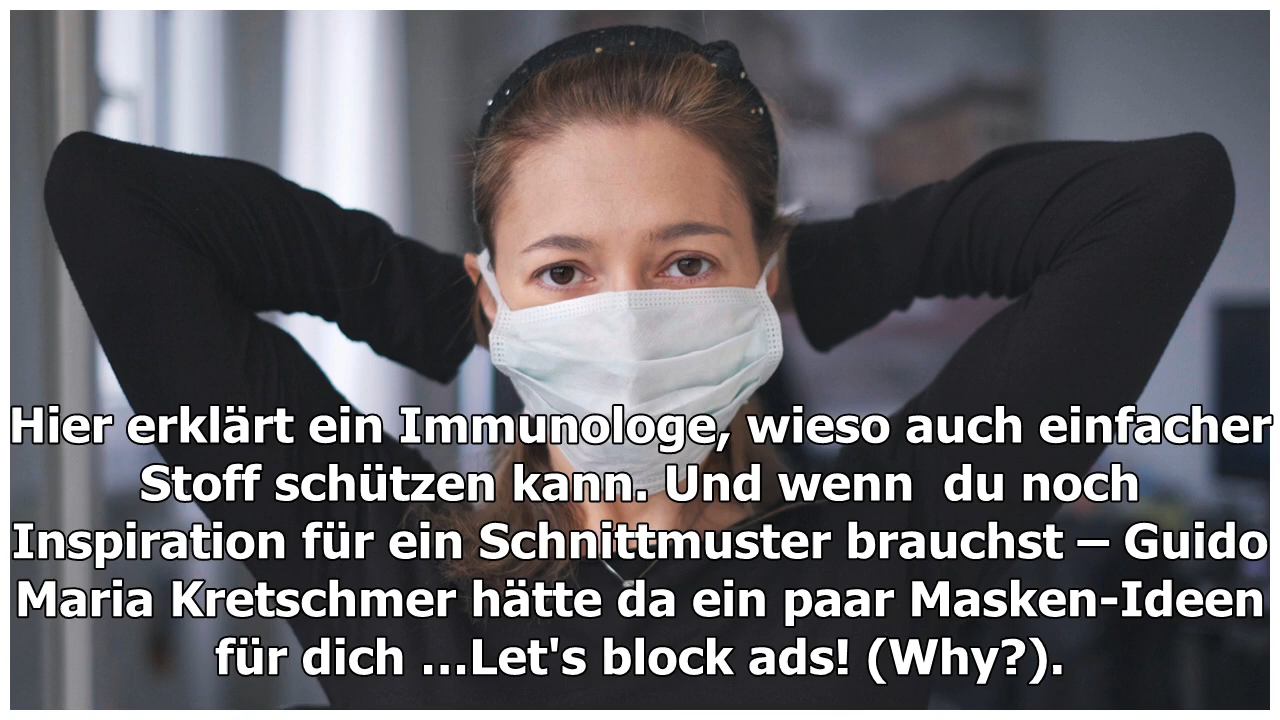 Hier erklärt ein Immunologe, wieso auch einfacher
Stoff schützen kann. Und wenn  du noch
Inspiration für ein Schnittmuster brauchst – Guido
Maria Kretschmer hätte da ein paar Masken-Ideen
für dich ...Let's block ads! (Why?).